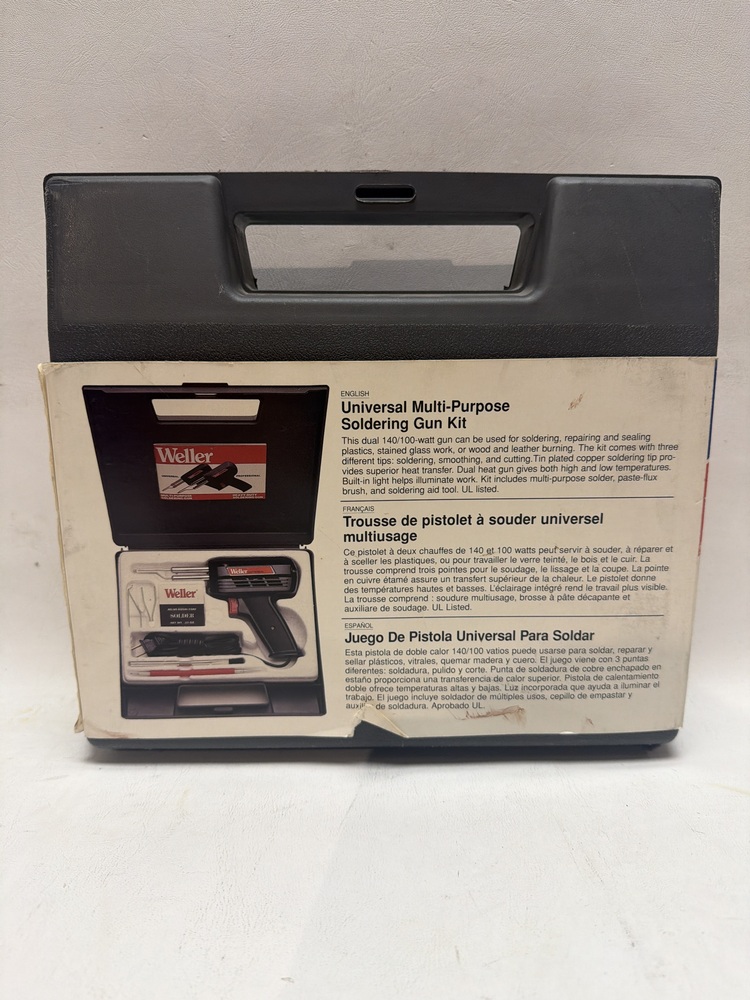 Weller
Weller
Weller
SOLDER
ENGLISH
Universal Multi-Purpose
Soldering Gun Kit
This dual 140/100-watt gun can be used for soldering, repairing and sealing
plastics, stained glass work, or wood and leather burning. The kit comes with three
different tips: soldering, smoothing, and cutting.Tin plated copper soldering tip pro-
vides superior heat transfer. Dual heat gun gives both high and low temperatures.
Built-in light helps illuminate work. Kit includes multi-purpose solder, paste-flux
brush, and soldering aid tool. UL listed.
FRANÇAIS
Trousse de pistolet à souder universel
multiusage
Ce pistolet à deux chauffes de 140 et 100 watts peut servir à souder, à réparer et
à sceller les plastiques, ou pour travailler le verre teinté, le bois et le cuir. La
trousse comprend trois pointes pour le soudage, le lissage et la coupe. La pointe
en cuivre étamé assure un transfert supérieur de la chaleur. Le pistolet donne
des températures hautes et basses. L'éclairage intégré rend le travail plus visible.
La trousse comprend : soudure multiusage, brosse à pâte décapante et
auxiliaire de soudage. UL Listed.
ESPAÑOL
Juego De Pistola Universal Para Soldar
Esta pistola de doble calor 140/100 vatios puede usarse para soldar, reparar y
sellar plásticos, vitrales, quemar madera y cuero. El juego viene con 3 puntas
diferentes: soldadura, pulido y corte. Punta de soldadura de cobre enchapado en
estaño proporciona una transferencia de calor superior. Pistola de calentamiento
doble ofrece temperaturas altas y bajas. Luz incorporada que ayuda a iluminar el
trabajo. El juego incluye soldador de múltiples usos, cepillo de empastar y
auxiliar de soldadura. Aprobado UL.